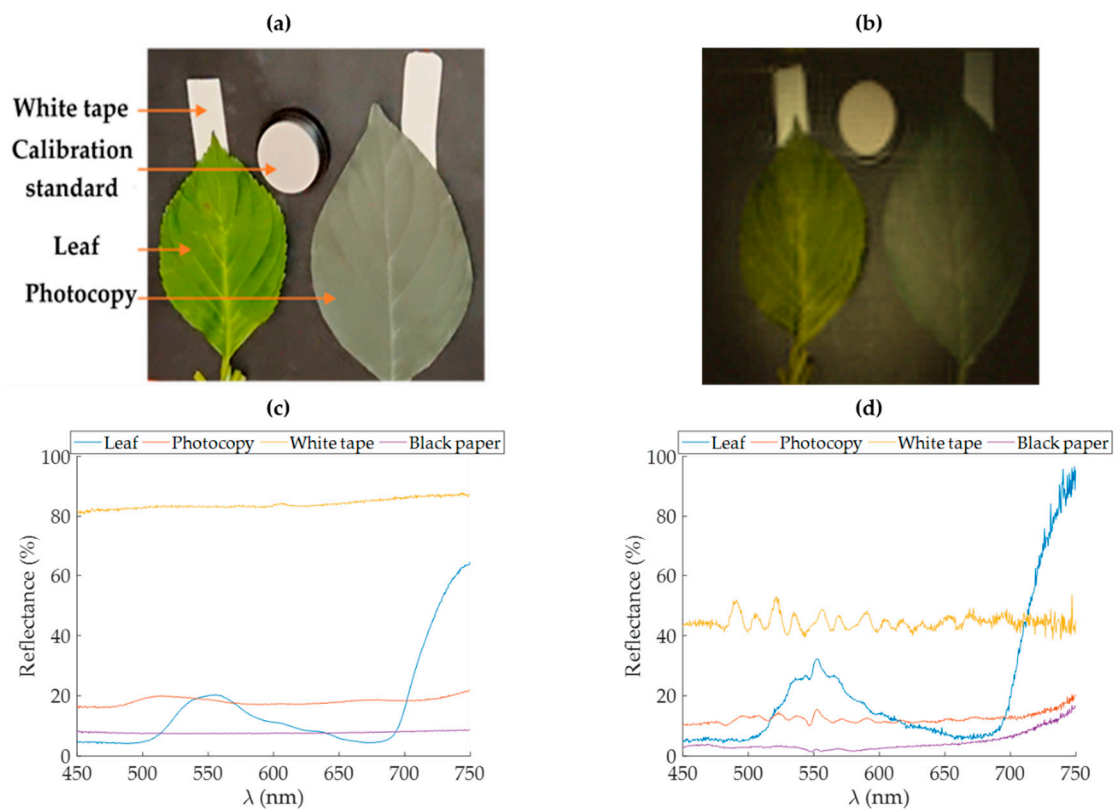 (a)
(b)
White tape
Calibration
standard
Leaf
Photocopy
(c)
(d)
Leaf Photocopy White tape Black paper
Leaf Photocopy White tape Black paper
100
80
60
40
20
0
Reflectance (%)
450 500 550 600 650 700 750
λ (nm)
100
80
60
40
20
0
Reflectance (%)
450 500 550 600 650 700 750
λ (nm)